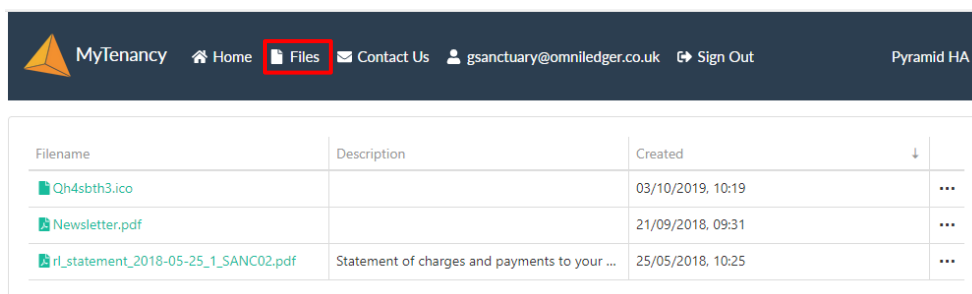 MyTenancy Home Files Contact Us gsanctuary@omniledger.co.uk Sign Out Pyramid HA
Filename Description Created ↓
Qh4sbth3.ico 03/10/2019, 10:19 ...
Newsletter.pdf 21/09/2018, 09:31 ...
rl_statement_2018-05-25_1_SANC02.pdf Statement of charges and payments to your ... 25/05/2018, 10:25 ...